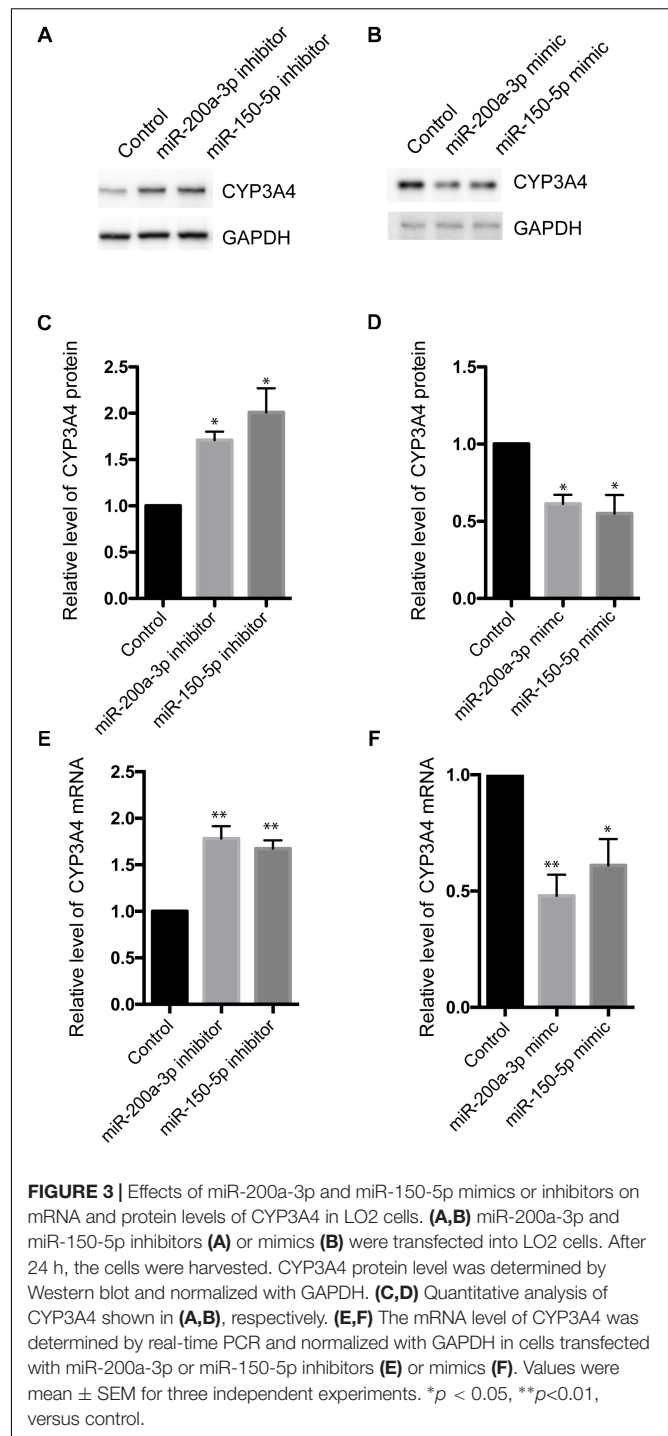 A
Control
miR-200a-3p inhibitor
miR-150-5p inhibitor
CYP3A4
GAPDH
B
Control
miR-200a-3p mimic
miR-150-5p mimic
CYP3A4
GAPDH
C
Relative level of CYP3A4 protein
2.5
2.0
1.5
1.0
0.5
0.0
*
*
Control
miR-200a-3p inhibitor
miR-150-5p inhibitor
D
Relative level of CYP3A4 protein
1.5
1.0
0.5
0.0
*
*
Control
miR-200a-3p mimc
miR-150-5p mimic
E
Relative level of CYP3A4 mRNA
2.5
2.0
1.5
1.0
0.5
0.0
**
**
Control
miR-200a-3p inhibitor
miR-150-5p inhibitor
F
Relative level of CYP3A4 mRNA
1.0
0.5
0.0
**
*
Control
miR-200a-3p mimc
miR-150-5p mimic
FIGURE 3 | Effects of miR-200a-3p and miR-150-5p mimics or inhibitors on
mRNA and protein levels of CYP3A4 in LO2 cells. (A,B) miR-200a-3p and
miR-150-5p inhibitors (A) or mimics (B) were transfected into LO2 cells. After
24 h, the cells were harvested. CYP3A4 protein level was determined by
Western blot and normalized with GAPDH. (C,D) Quantitative analysis of
CYP3A4 shown in (A,B), respectively. (E,F) The mRNA level of CYP3A4 was
determined by real-time PCR and normalized with GAPDH in cells transfected
with miR-200a-3p or miR-150-5p inhibitors (E) or mimics (F). Values were
mean ± SEM for three independent experiments. *p < 0.05, **p<0.01,
versus control.